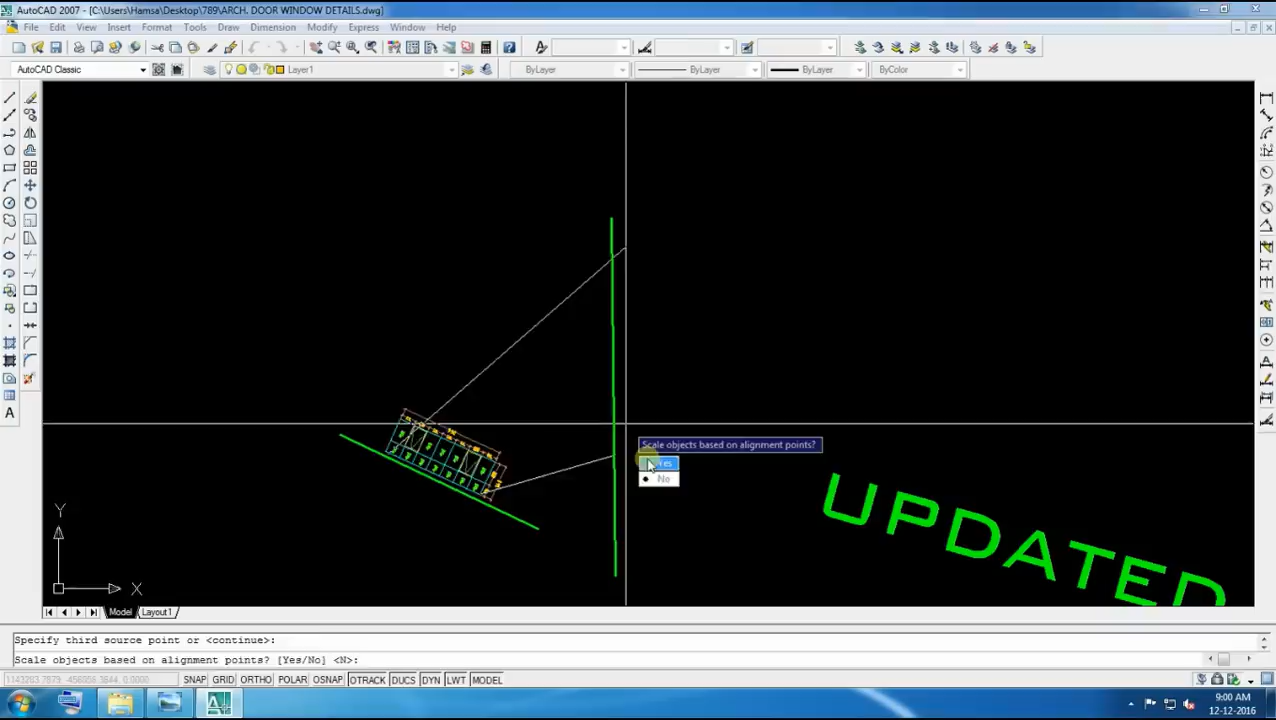 AutoCAD 2007 - [C:\Users\Hamsa\Desktop\789\ARCH. DOOR WINDOW DETAILS.dwg]
File Edit View Insert Format Tools Draw Dimension Modify Express Window Help
AutoCAD Classic Layer1 ByLayer ByLayer ByLayer ByColor
Scale objects based on alignment points?
Yes
No
UPDATED
Y
X
Model Layout1
Specify third source point or <continue>:
Scale objects based on alignment points? [Yes/No] <N>:
SNAP GRID ORTHO POLAR OSNAP OTRACK DUCS DYN LWT MODEL
9:00 AM
12-12-2016